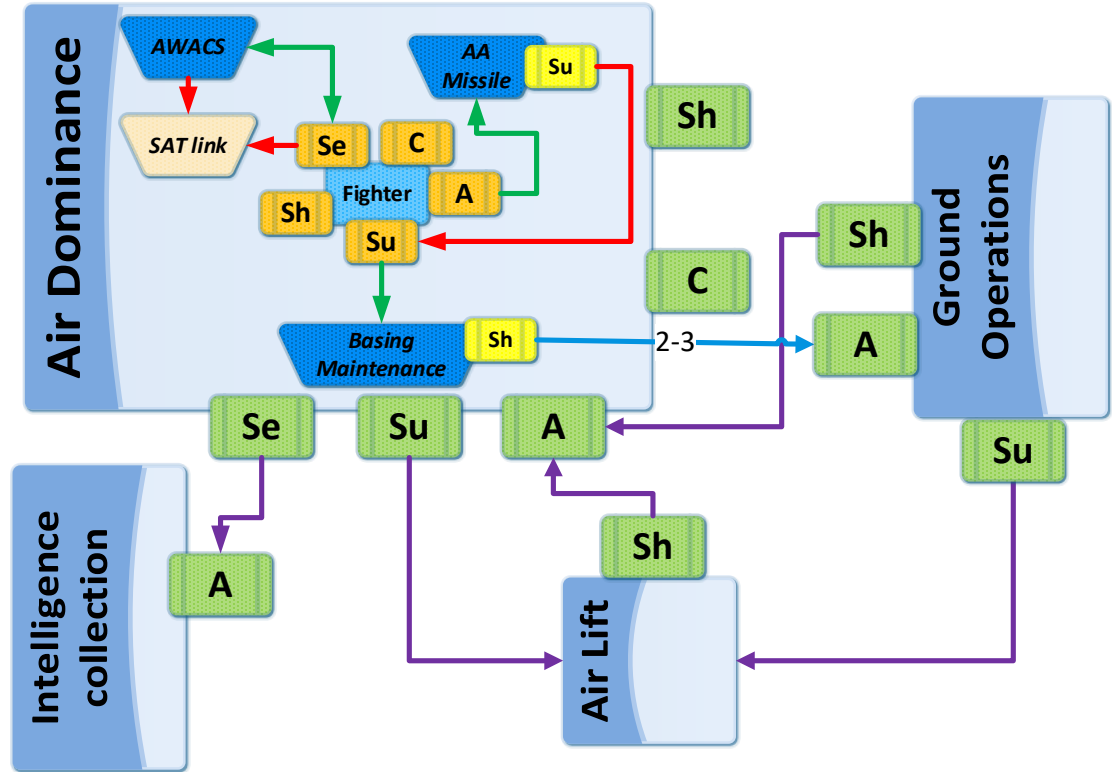 Air Dominance
AWACS
SAT link
Se
C
Fighter
A
Sh
Su
AA
Missile
Su
Basing
Maintenance
Sh
2-3
Sh
C
Se
Su
A
Ground
Operations
Sh
A
Su
Intelligence
collection
A
Air Lift
Sh